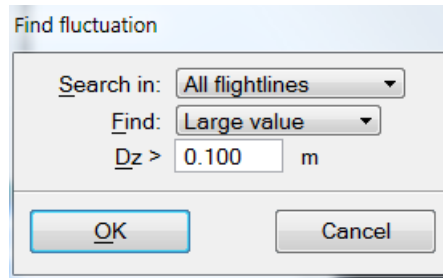 Find fluctuation
Search in: All flightlines
Find: Large value
Dz > 0.100 m
OK Cancel